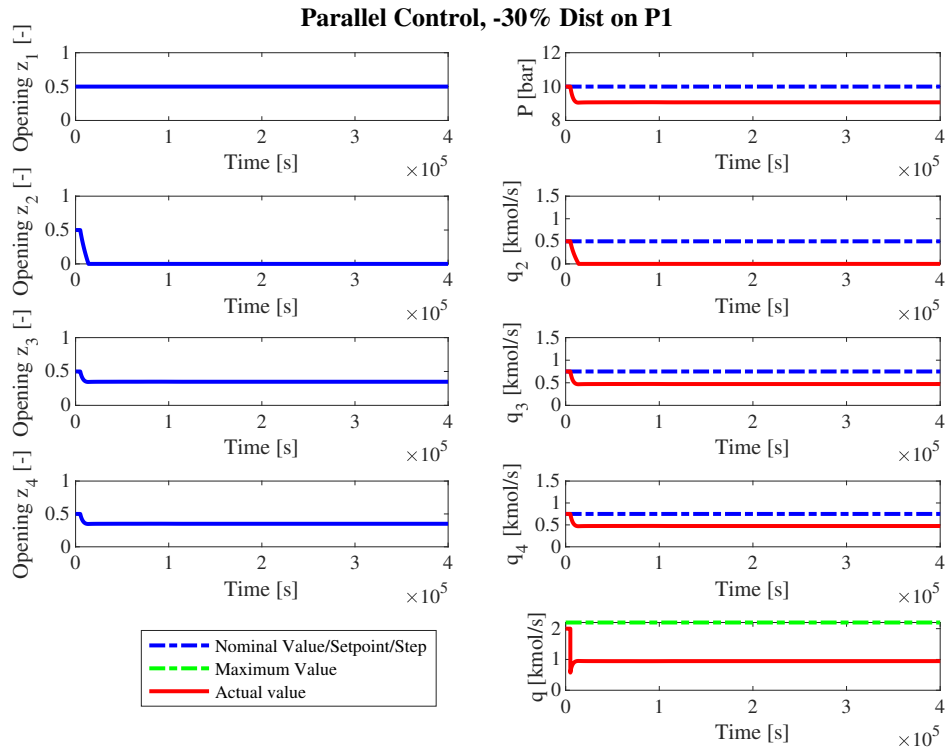 Parallel Control, -30% Dist on P1
Opening z1 [-]
1
0.5
0
0 1 2 3 4
Time [s]
×10^5
P [bar]
12
10
8
0 1 2 3 4
Time [s]
×10^5
Opening z2 [-]
1
0.5
0
0 1 2 3 4
Time [s]
×10^5
q2 [kmol/s]
1.5
1
0.5
0
0 1 2 3 4
Time [s]
×10^5
Opening z3 [-]
1
0.5
0
0 1 2 3 4
Time [s]
×10^5
q3 [kmol/s]
1.5
1
0.5
0
0 1 2 3 4
Time [s]
×10^5
Opening z4 [-]
1
0.5
0
0 1 2 3 4
Time [s]
×10^5
q4 [kmol/s]
1.5
1
0.5
0
0 1 2 3 4
Time [s]
×10^5
Nominal Value/Setpoint/Step
Maximum Value
Actual value
q [kmol/s]
2
1
0
0 1 2 3 4
Time [s]
×10^5